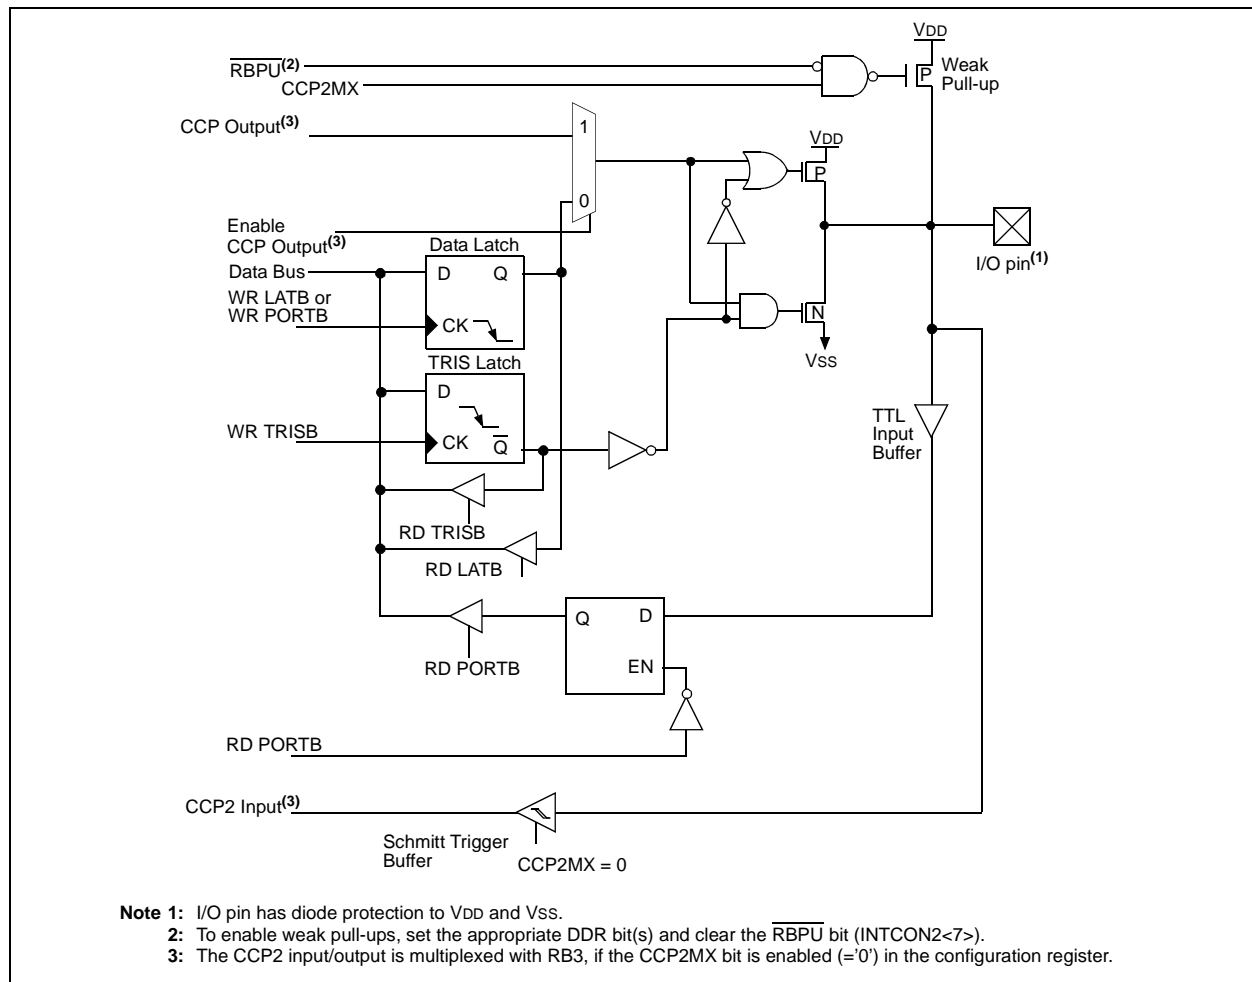 VDD
RBPU(2)
Weak
Pull-up
P
CCP2MX
CCP Output(3)
1
VDD
P
0
Enable
CCP Output(3)
Data Latch
I/O pin(1)
Data Bus
D Q
WR LATB or
WR PORTB
CK
N
VSS
TRIS Latch
D
TTL
Input
Buffer
WR TRISB
CK Q
RD TRISB
RD LATB
Q D
EN
RD PORTB
RD PORTB
CCP2 Input(3)
Schmitt Trigger
Buffer
CCP2MX = 0
Note 1: I/O pin has diode protection to VDD and VSS.
2: To enable weak pull-ups, set the appropriate DDR bit(s) and clear the RBPU bit (INTCON2<7>).
3: The CCP2 input/output is multiplexed with RB3, if the CCP2MX bit is enabled (='0') in the configuration register.